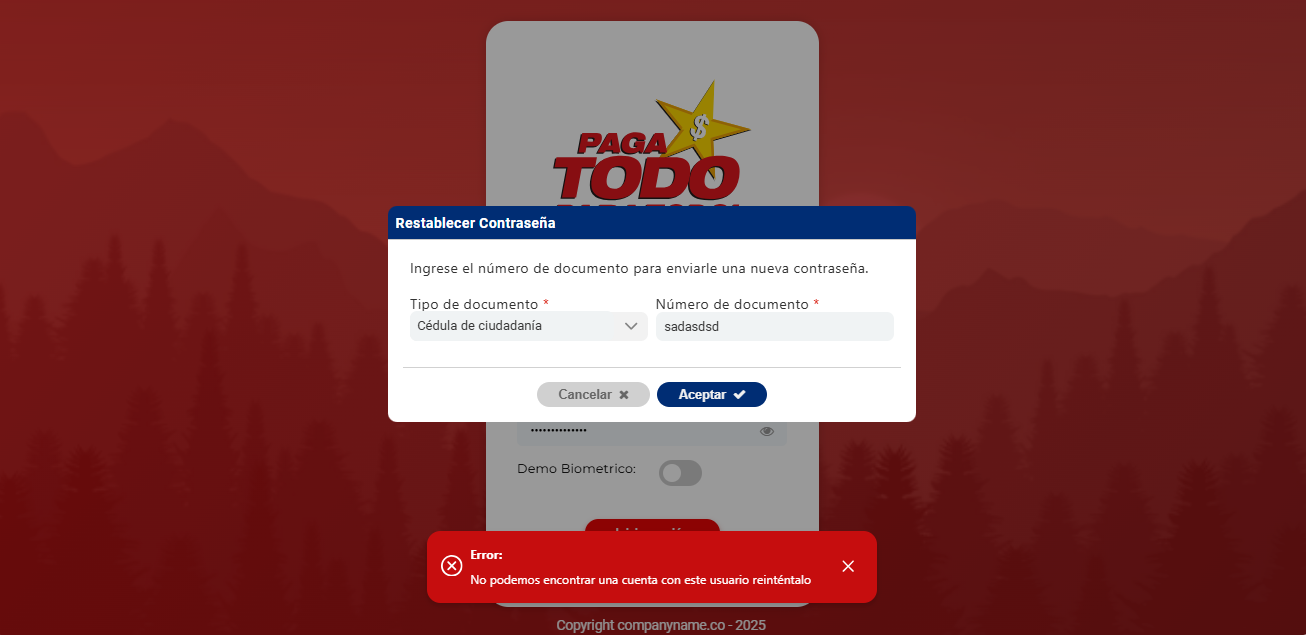 $
PAGA
TODO
Restablecer Contraseña
Ingrese el número de documento para enviarle una nueva contraseña.
Tipo de documento * Número de documento *
Cédula de ciudadanía sadasdsd
Cancelar Aceptar
••••••••••••••
Demo Biometrico:
Error:
No podemos encontrar una cuenta con este usuario reinténtalo
Copyright companyname.co - 2025